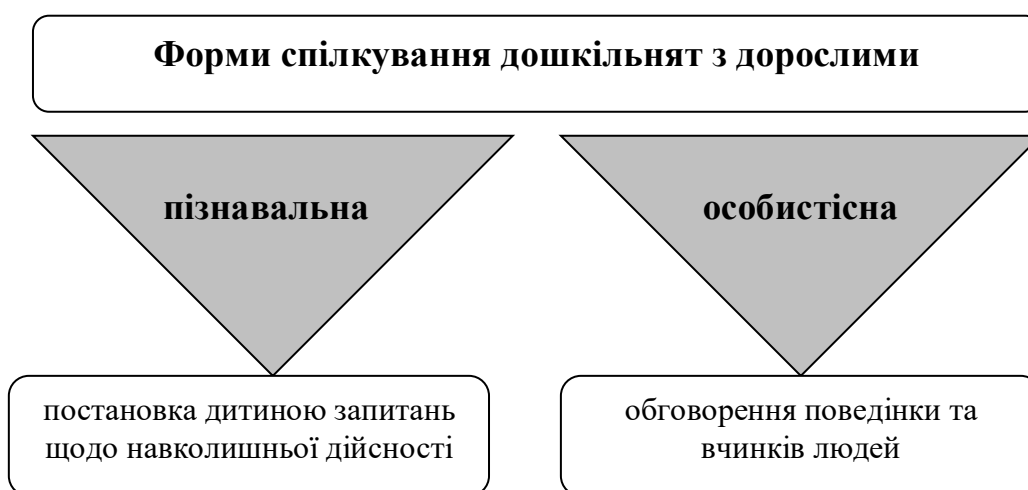 Форми спілкування дошкільнят з дорослими
пізнавальна
особистісна
постановка дитиною запитань
щодо навколишньої дійсності
обговорення поведінки та
вчинків людей